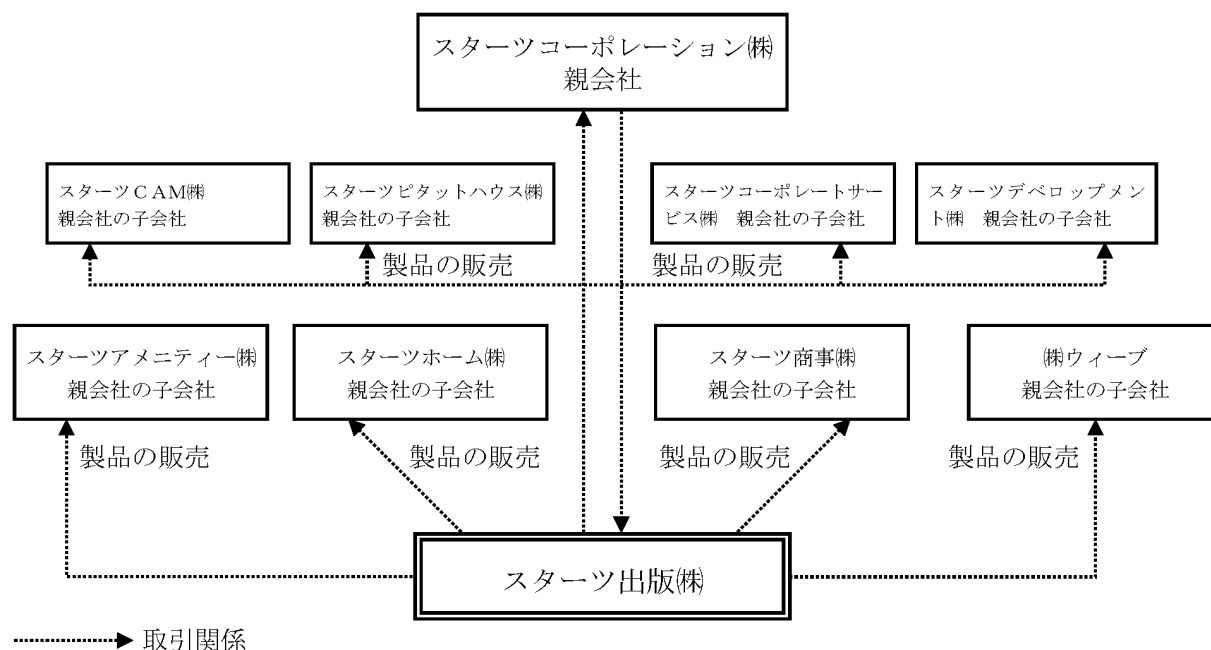 スターツコーポレーション㈱
親会社
スターツＣＡＭ㈱
親会社の子会社
スターツピタットハウス㈱
親会社の子会社
スターツコーポレートサー
ビス㈱　親会社の子会社
スターツデベロップメン
ト㈱　親会社の子会社
製品の販売
製品の販売
スターツアメニティー㈱
親会社の子会社
スターツホーム㈱
親会社の子会社
スターツ商事㈱
親会社の子会社
㈱ウィーブ
親会社の子会社
製品の販売
製品の販売
製品の販売
製品の販売
スターツ出版㈱
取引関係